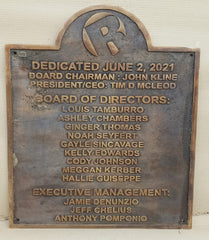 R
DEDICATED JUNE 2, 2021
BOARD CHAIRMAN : JOHN KLINE
PRESIDENT/CEO: TIM D MCLEOD
BOARD OF DIRECTORS:
LOUIS TAMBURRO
ASHLEY CHAMBERS
GINGER THOMAS
NOAH SEYFERT
GAYLE SINCAVAGE
KELLY EDWARDS
CODY JOHNSON
MEGGAN KERBER
HALLIE GUISEPPE
EXECUTIVE MANAGEMENT:
JAMIE DENUNZIO
JEFF CHELIUS
ANTHONY POMPONIO